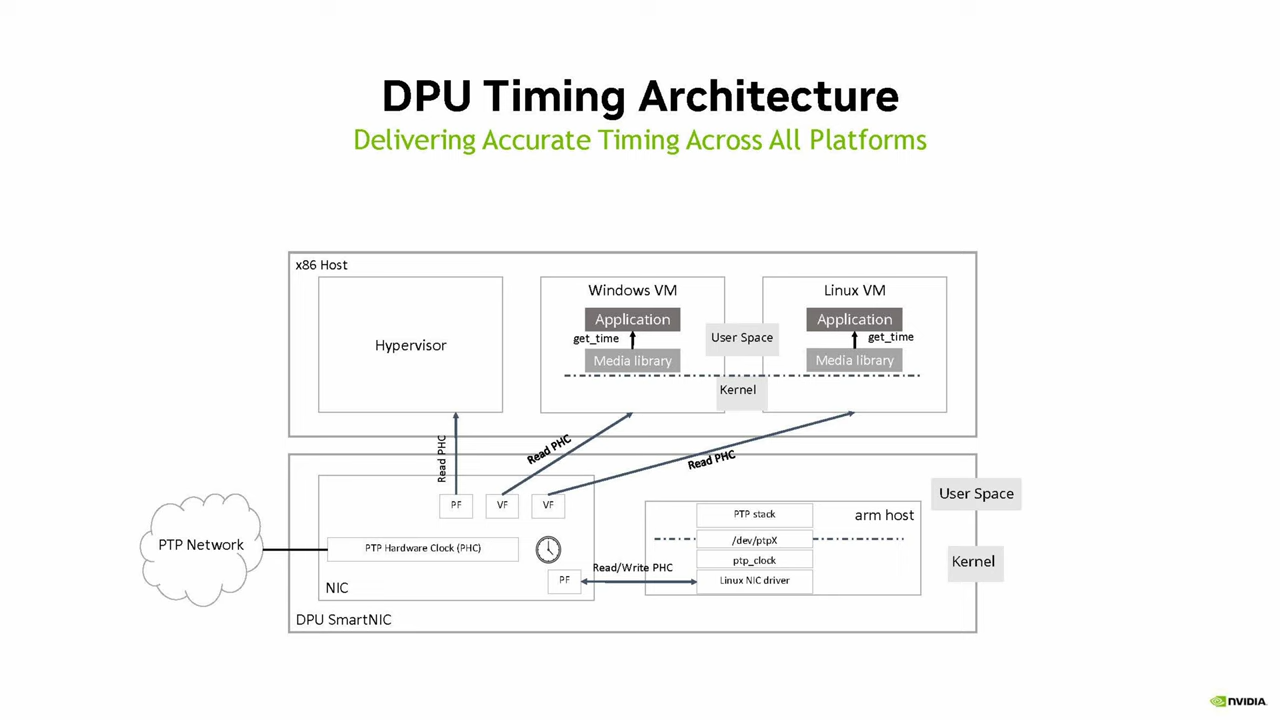 DPU Timing Architecture
Delivering Accurate Timing Across All Platforms
x86 Host
Hypervisor
Windows VM
Application
get_time
Media library
User Space
Kernel
Linux VM
Application
get_time
Media library
Read PHC
Read PHC
Read PHC
PTP Network
PF
VF
VF
PTP Hardware Clock (PHC)
PF
NIC
DPU SmartNIC
Read/Write PHC
PTP stack
arm host
/dev/ptpX
ptp_clock
Linux NIC driver
User Space
Kernel
NVIDIA.